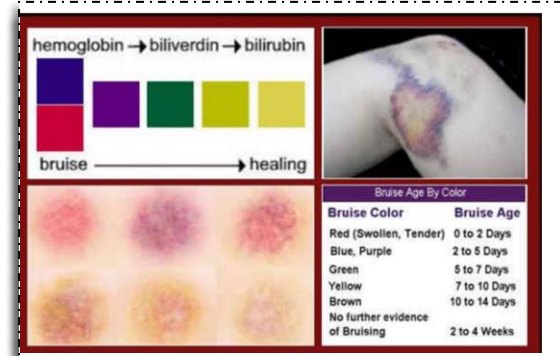 hemoglobin → biliverdin → bilirubin
bruise → healing
Bruise Age By Color
Bruise Color Bruise Age
Red (Swollen, Tender) 0 to 2 Days
Blue, Purple 2 to 5 Days
Green 5 to 7 Days
Yellow 7 to 10 Days
Brown 10 to 14 Days
No further evidence
of Bruising 2 to 4 Weeks